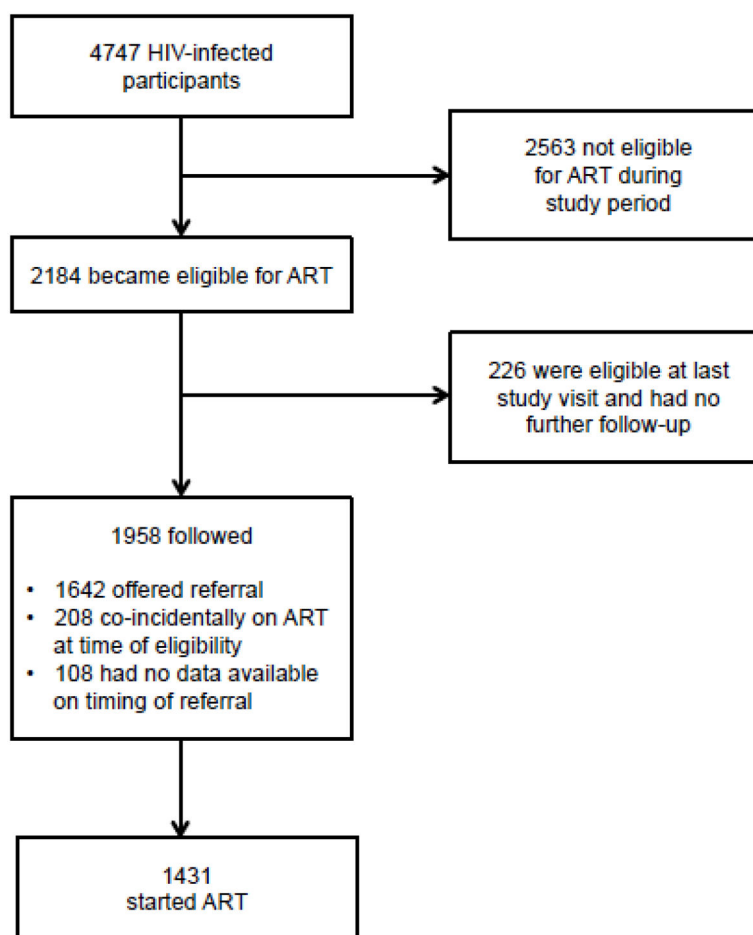 4747 HIV-infected
participants
2563 not eligible
for ART during
study period
2184 became eligible for ART
226 were eligible at last
study visit and had no
further follow-up
1958 followed
• 1642 offered referral
• 208 co-incidentally on ART
at time of eligibility
• 108 had no data available
on timing of referral
1431
started ART